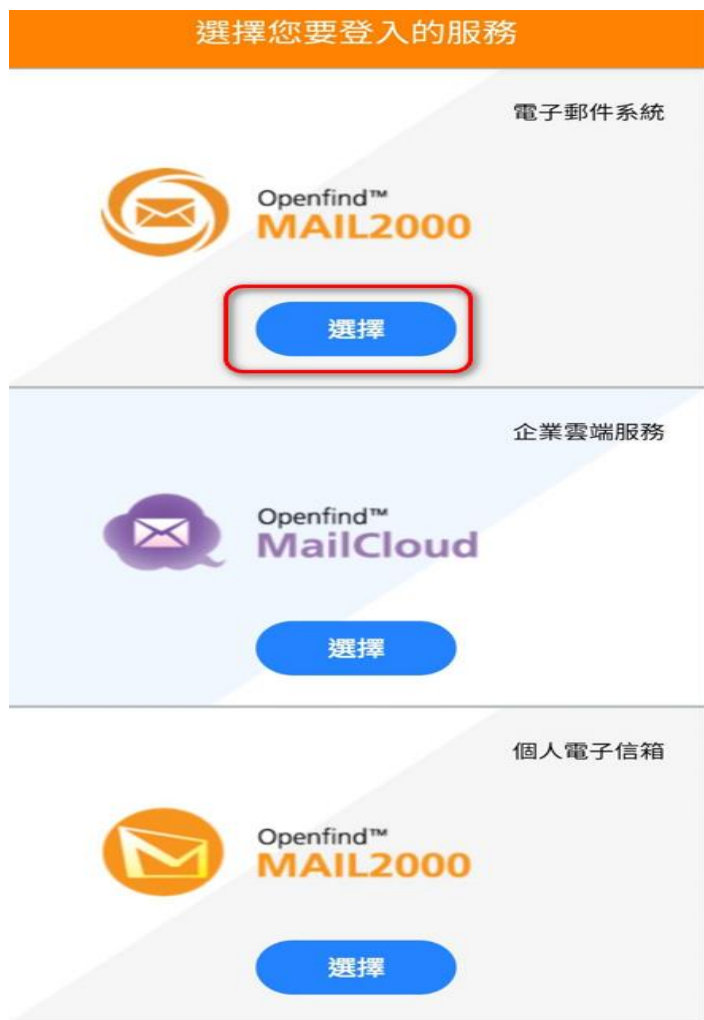 選擇您要登入的服務
電子郵件系統
Openfind™
MAIL2000
選擇
企業雲端服務
Openfind™
MailCloud
選擇
個人電子信箱
Openfind™
MAIL2000
選擇